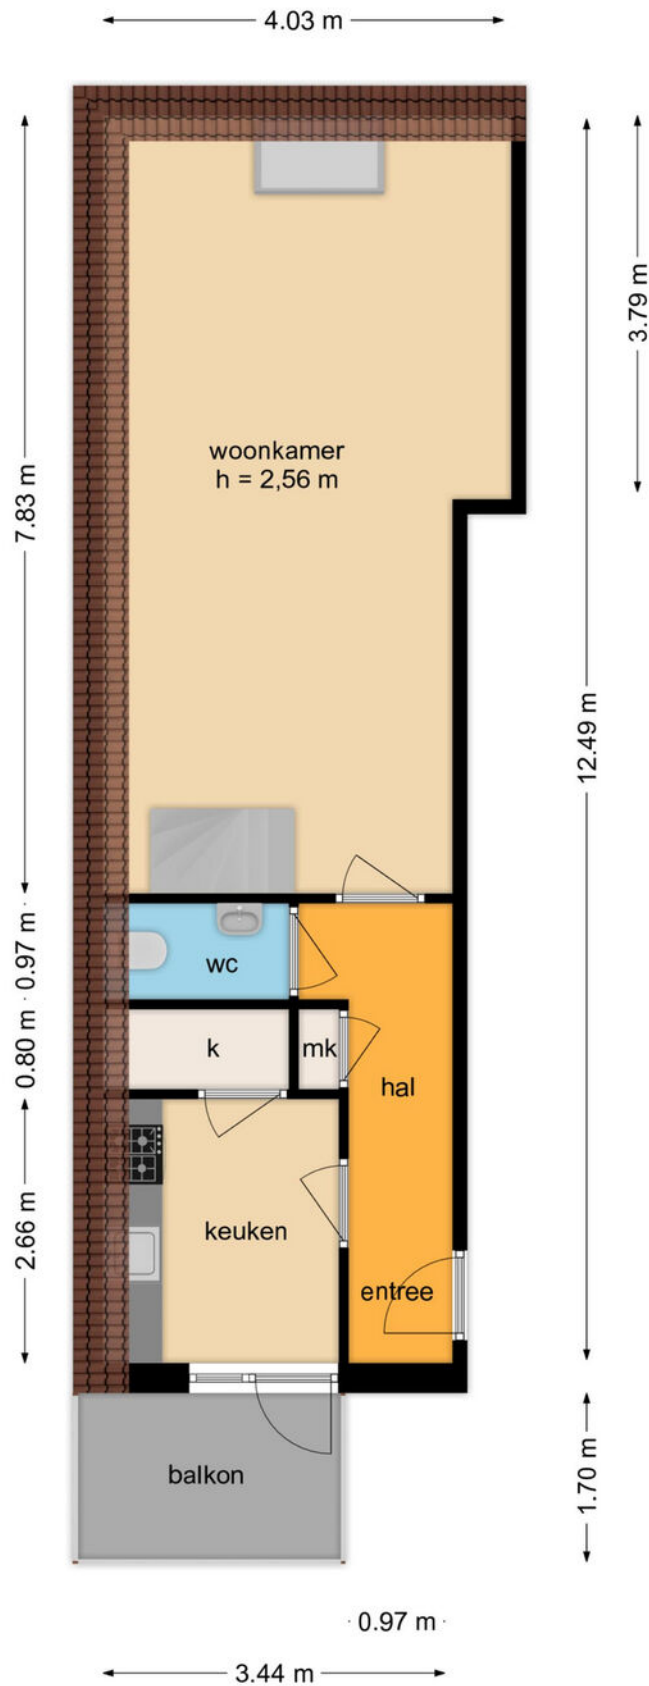 4.03 m
7.83 m
3.79 m
woonkamer
h = 2,56 m
12.49 m
0.97 m
wc
0.80 m
k
mk
hal
2.66 m
keuken
entree
balkon
1.70 m
0.97 m
3.44 m